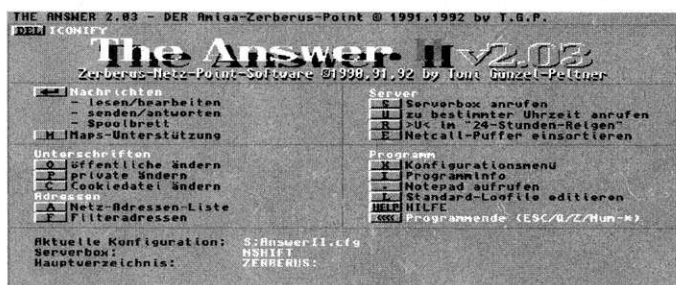 THE ANSWER 2.03 - DER Amiga-Zerberus-Point © 1991,1992 by T.G.P.
DEL ICONIFY
The Answer II v2.03
Zerberus-Netz-Point-Software ©1990,91,92 by Toni Günzel-Peltner
Nachrichten
- lesen/bearbeiten
- senden/antworten
- Spoolbrett
M Maps-Unterstützung
Server
S Serverbox anrufen
U zu bestimmter Uhrzeit anrufen
R >U< im "24-Stunden-Reigen"
E Netcall-Puffer einsortieren
Unterschriften
O öffentliche ändern
P private ändern
C Cookiedatei ändern
Adressen
A Netz-Adressen-Liste
F Filteradressen
Programm
K Konfigurationsmenü
I Programminfo
. Notepad aufrufen
L Standard-Logfile editieren
HELP HILFE
<<<< Programmende (ESC/Q/Z/Num-*)
Aktuelle Konfiguration: S:AnswerII.cfg
Serverbox: NSHIFT
Hauptverzeichnis: ZERBERUS: